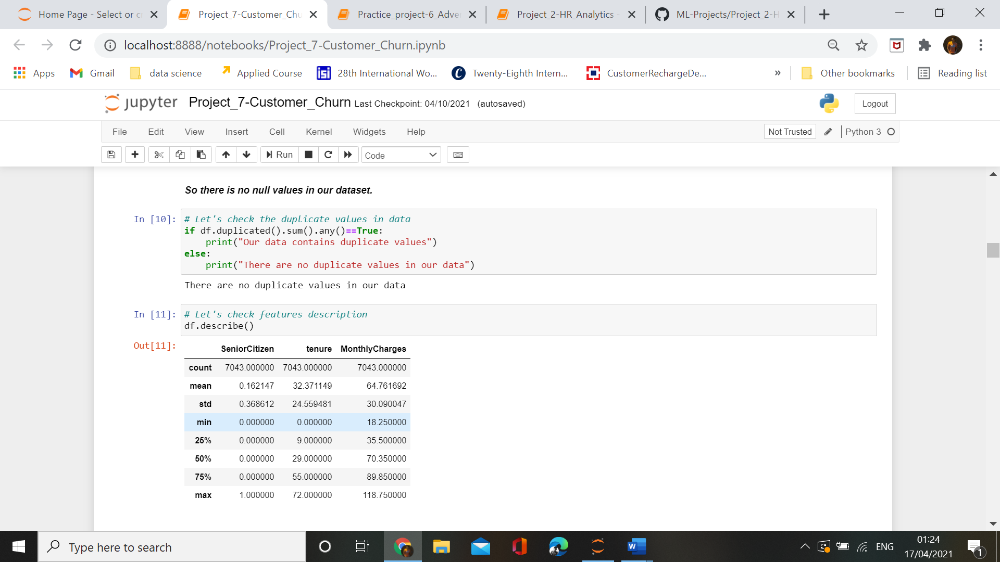 Home Page - Select or c
Project_7-Customer_Chu
Practice_project-6_Adve
Project_2-HR_Analytics -
ML-Projects/Project_2-H
localhost:8888/notebooks/Project_7-Customer_Churn.ipynb
Apps
Gmail
data science
Applied Course
isi
28th International Wo...
C
Twenty-Eighth Intern...
CustomerRechargeDe...
»
Other bookmarks
Reading list
jupyter
Project_7-Customer_Churn Last Checkpoint: 04/10/2021 (autosaved)
Logout
File Edit View Insert Cell Kernel Widgets Help
Not Trusted
Python 3
Run
Code
So there is no null values in our dataset.
In [10]:
# Let's check the duplicate values in data
if df.duplicated().sum().any()==True:
    print("Our data contains duplicate values")
else:
    print("There are no duplicate values in our data")
There are no duplicate values in our data
In [11]:
# Let's check features description
df.describe()
Out[11]:
SeniorCitizen tenure MonthlyCharges
count 7043.000000 7043.000000 7043.000000
mean 0.162147 32.371149 64.761692
std 0.368612 24.559481 30.090047
min 0.000000 0.000000 18.250000
25% 0.000000 9.000000 35.500000
50% 0.000000 29.000000 70.350000
75% 0.000000 55.000000 89.850000
max 1.000000 72.000000 118.750000
Type here to search
W
ENG
01:24
17/04/2021
1